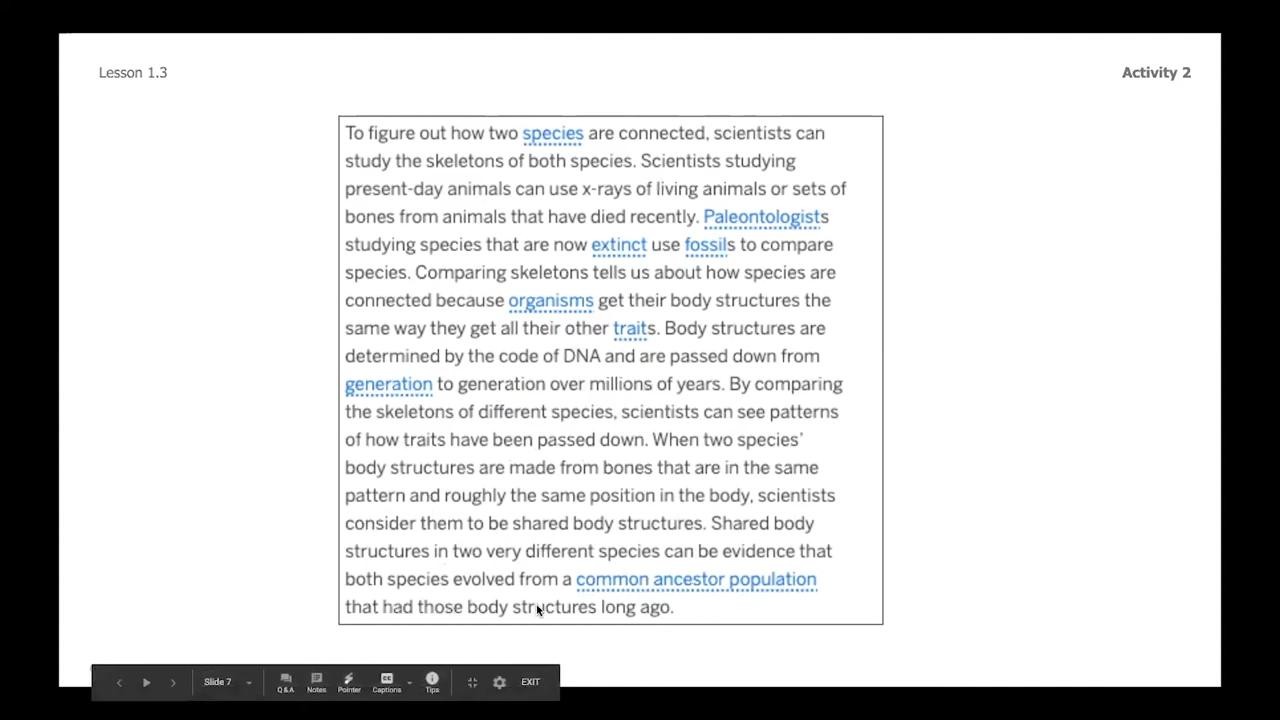 Lesson 1.3
Activity 2
To figure out how two species are connected, scientists can
study the skeletons of both species. Scientists studying
present-day animals can use x-rays of living animals or sets of
bones from animals that have died recently. Paleontologists
studying species that are now extinct use fossils to compare
species. Comparing skeletons tells us about how species are
connected because organisms get their body structures the
same way they get all their other traits. Body structures are
determined by the code of DNA and are passed down from
generation to generation over millions of years. By comparing
the skeletons of different species, scientists can see patterns
of how traits have been passed down. When two species’
body structures are made from bones that are in the same
pattern and roughly the same position in the body, scientists
consider them to be shared body structures. Shared body
structures in two very different species can be evidence that
both species evolved from a common ancestor population
that had those body structures long ago.
Slide 7
Q&A
Notes
Pointer
CC
Captions
Tips
EXIT